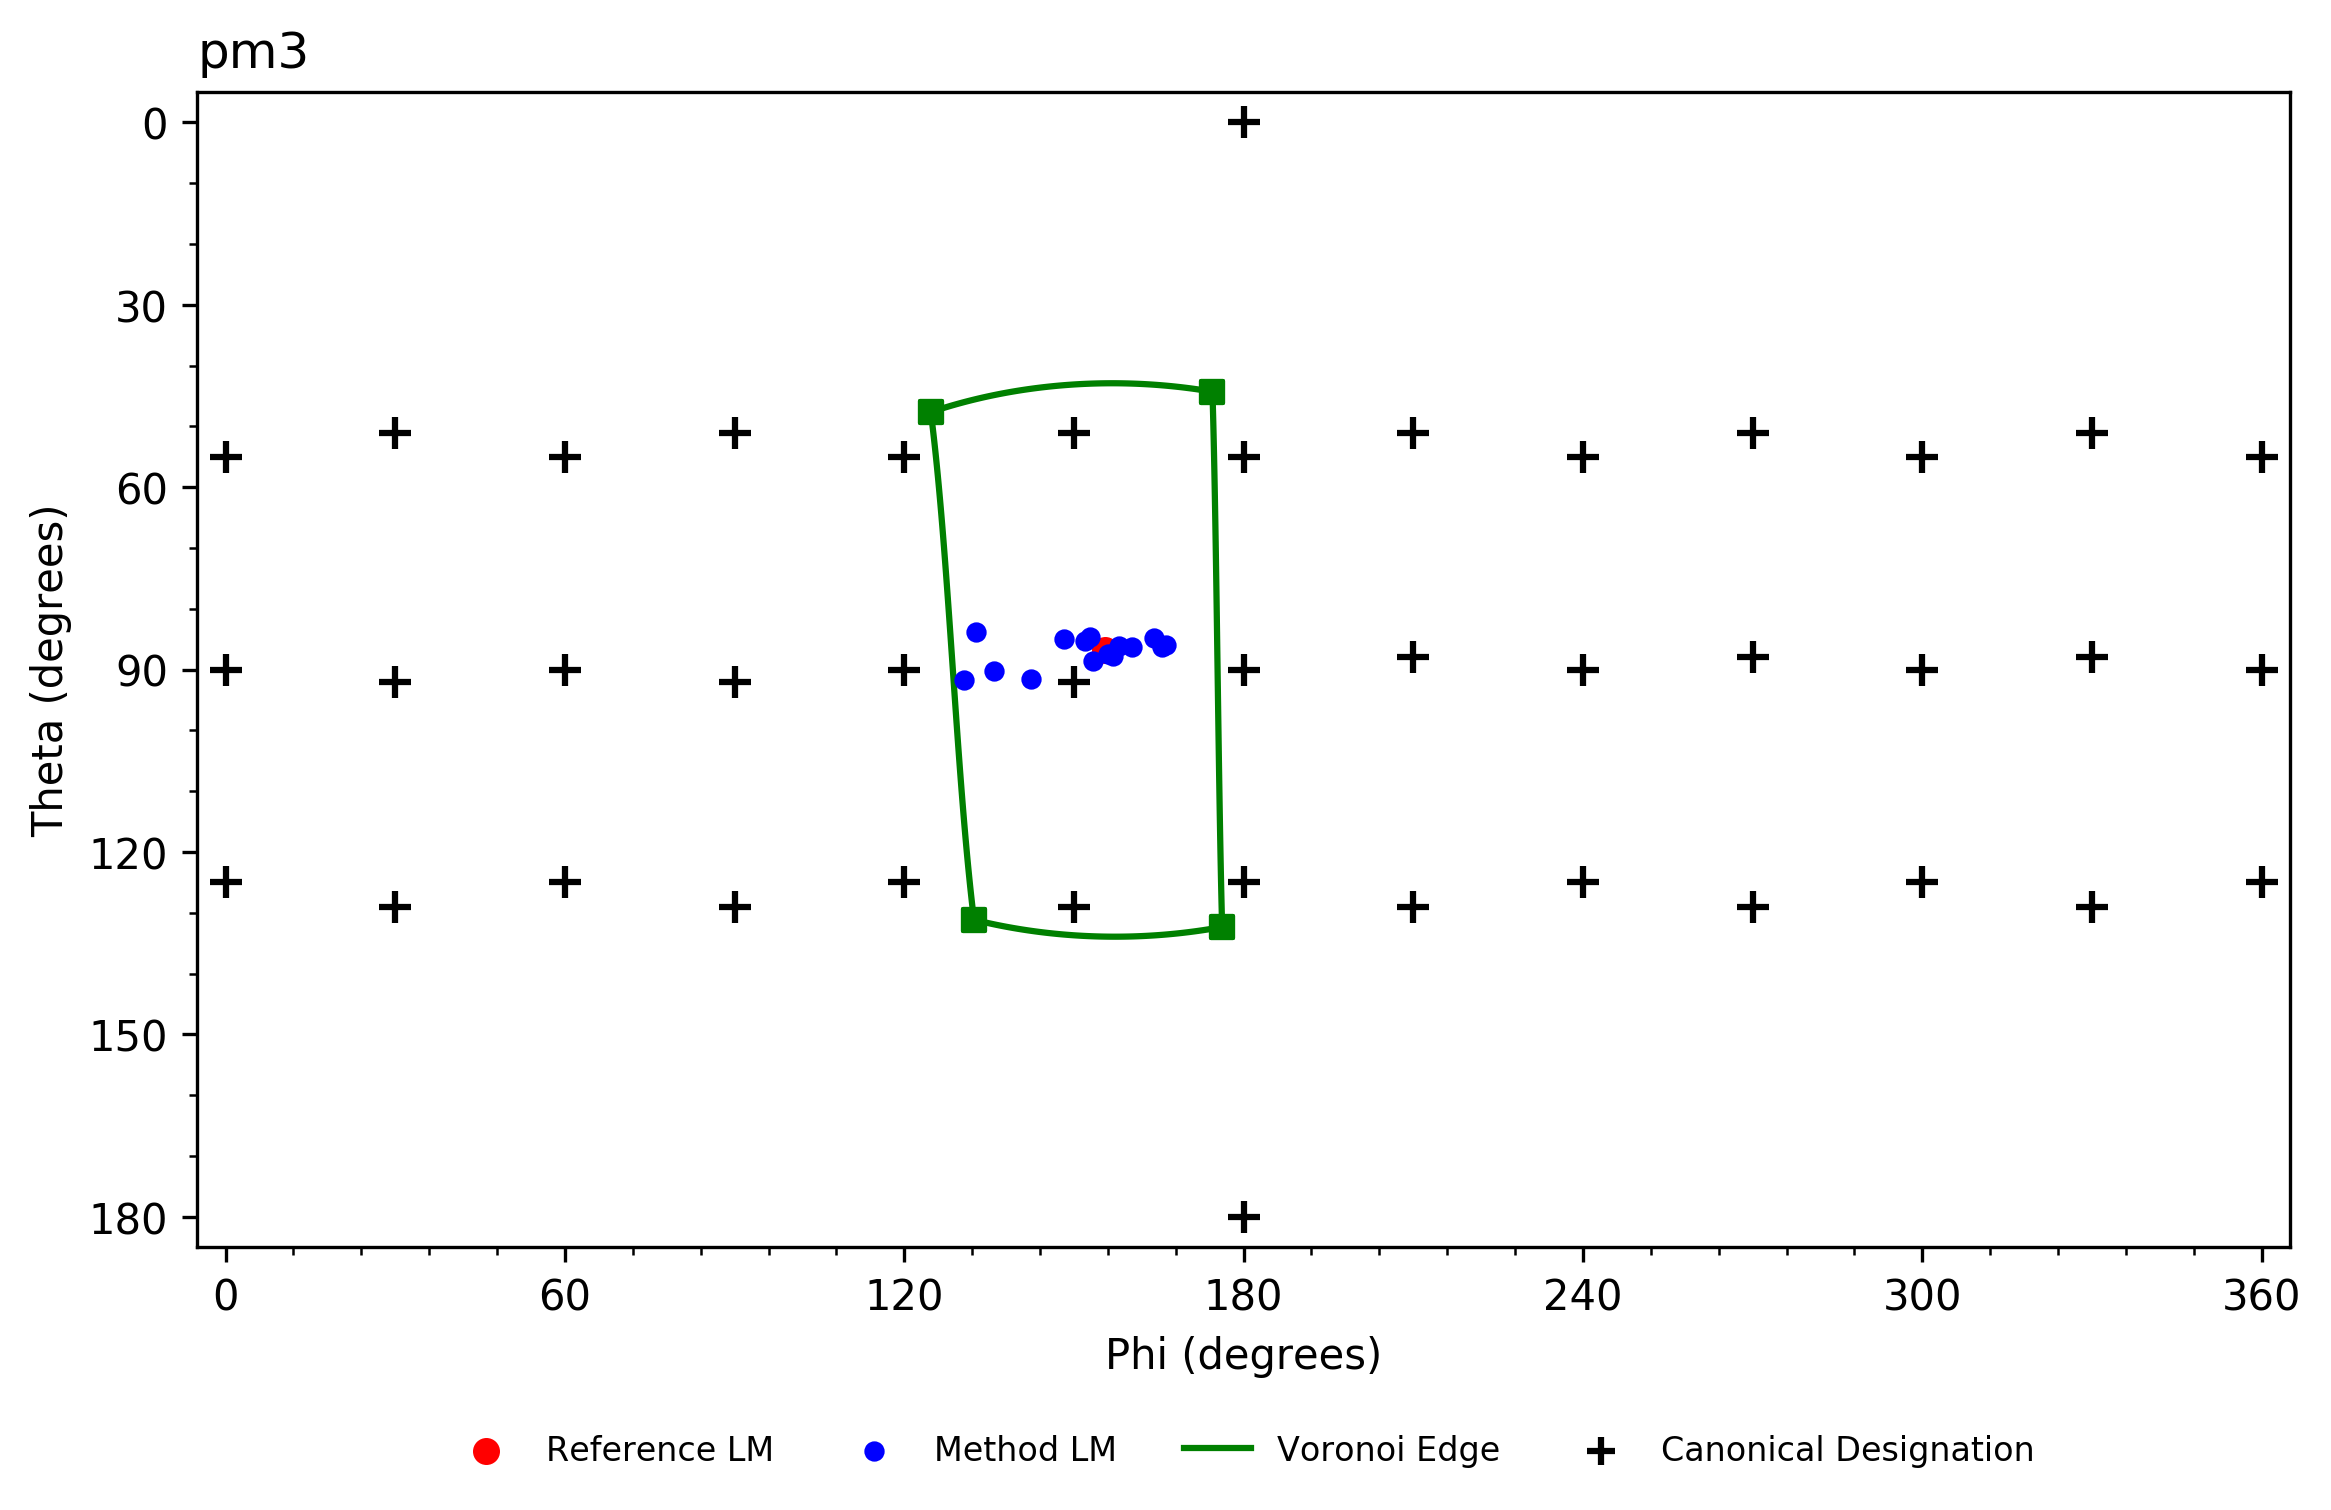 pm3
0
30
60
90
120
150
180
Theta (degrees)
0 60 120 180 240 300 360
Phi (degrees)
Reference LM Method LM Voronoi Edge Canonical Designation